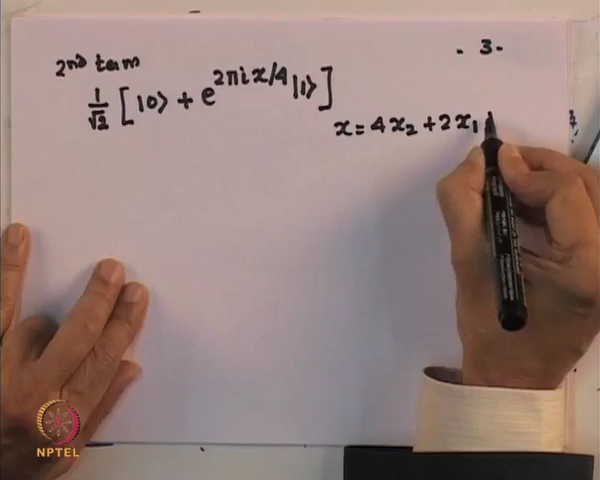 . 3.
2nd term
1/√2 [|0⟩ + e^{2πix/4}|1⟩]
x = 4x₂ + 2x₁
NPTEL